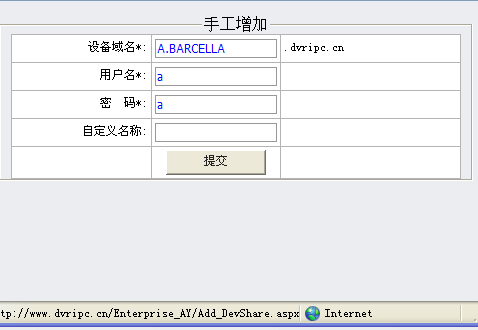 手工增加
设备域名*: A.BARCELLA .dvripc.cn
用户名*: a
密 码*: a
自定义名称:
提交
tp://www.dvripc.cn/Enterprise_AY/Add_DevShare.aspx Internet